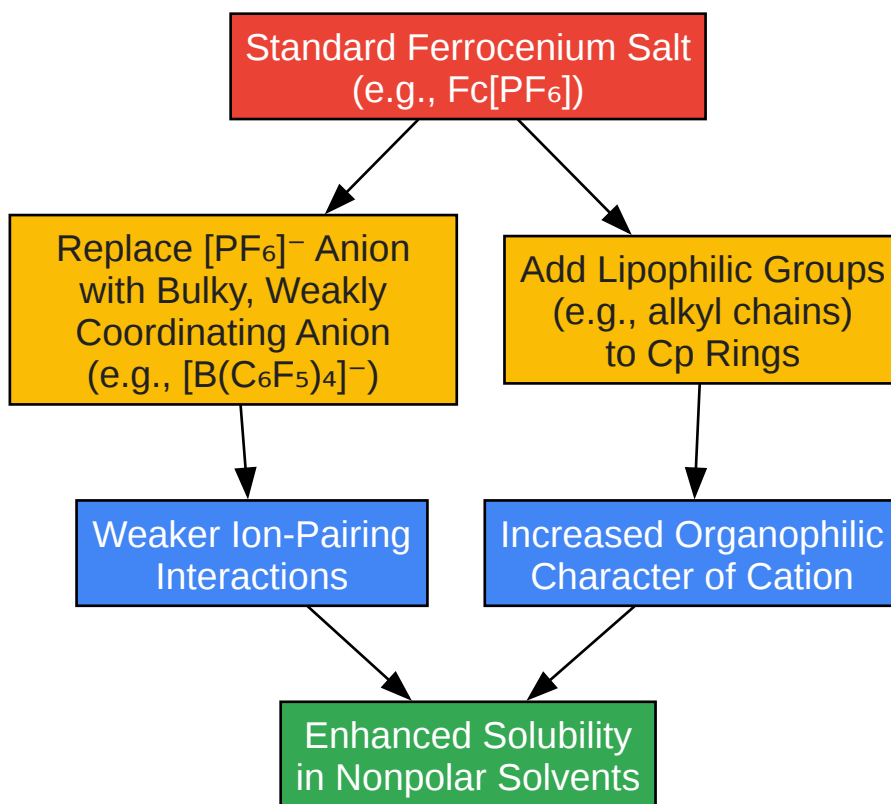 Standard Ferrocenium Salt
(e.g., Fc[PF₆])
Replace [PF₆]⁻ Anion
with Bulky, Weakly
Coordinating Anion
(e.g., [B(C₆F₅)₄]⁻)
Add Lipophilic Groups
(e.g., alkyl chains)
to Cp Rings
Weaker Ion-Pairing
Interactions
Increased Organophilic
Character of Cation
Enhanced Solubility
in Nonpolar Solvents